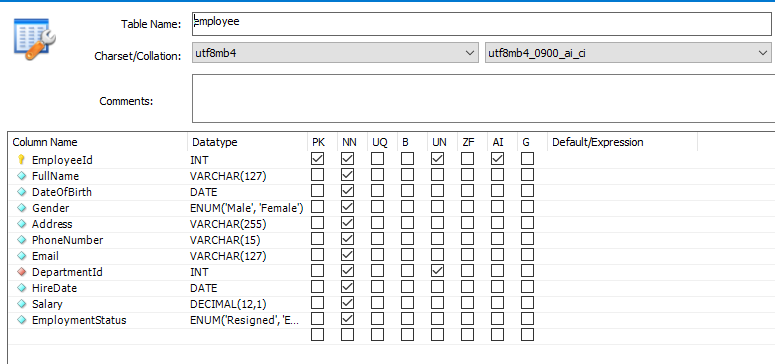 Table Name: employee
Charset/Collation: utf8mb4 utf8mb4_0900_ai_ci
Comments:
Column Name Datatype PK NN UQ B UN ZF AI G Default/Expression
EmployeeId INT
FullName VARCHAR(127)
DateOfBirth DATE
Gender ENUM('Male', 'Female')
Address VARCHAR(255)
PhoneNumber VARCHAR(15)
Email VARCHAR(127)
DepartmentId INT
HireDate DATE
Salary DECIMAL(12,1)
EmploymentStatus ENUM('Resigned', 'E...